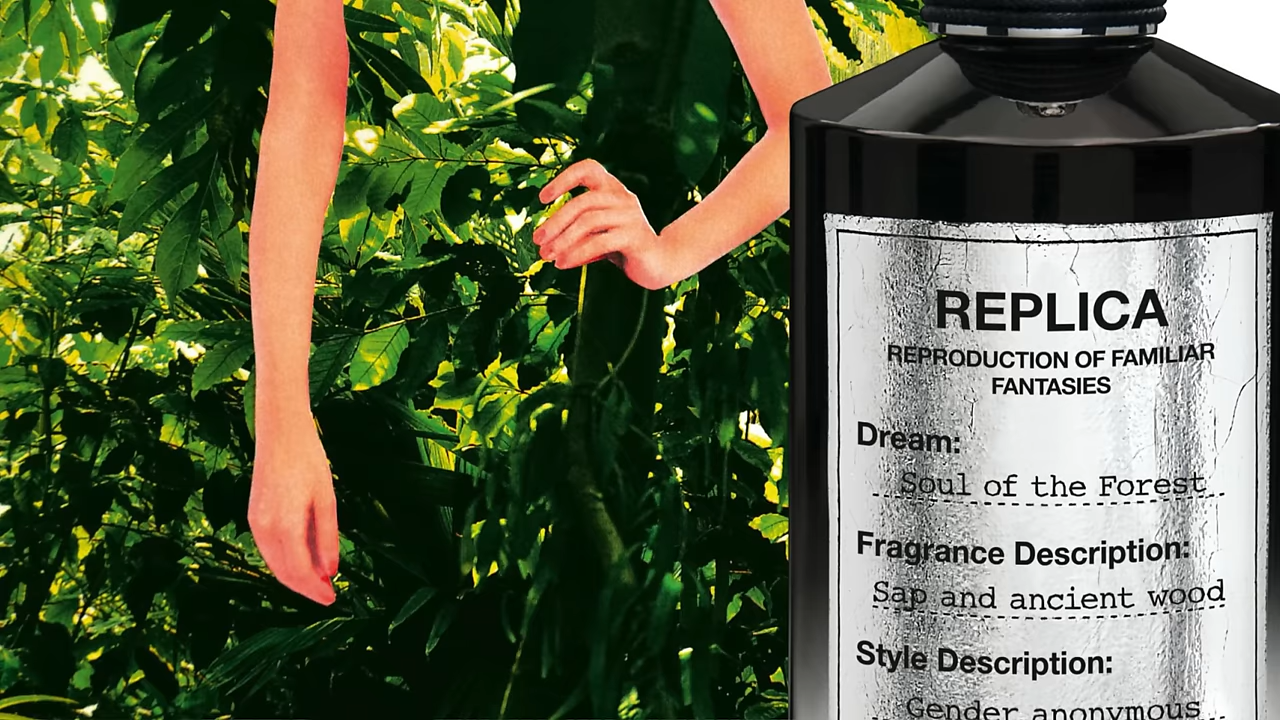 REPLICA
REPRODUCTION OF FAMILIAR
FANTASIES
Dream:
Soul of the Forest
Fragrance Description:
Sap and ancient wood
Style Description:
Gender anonymous